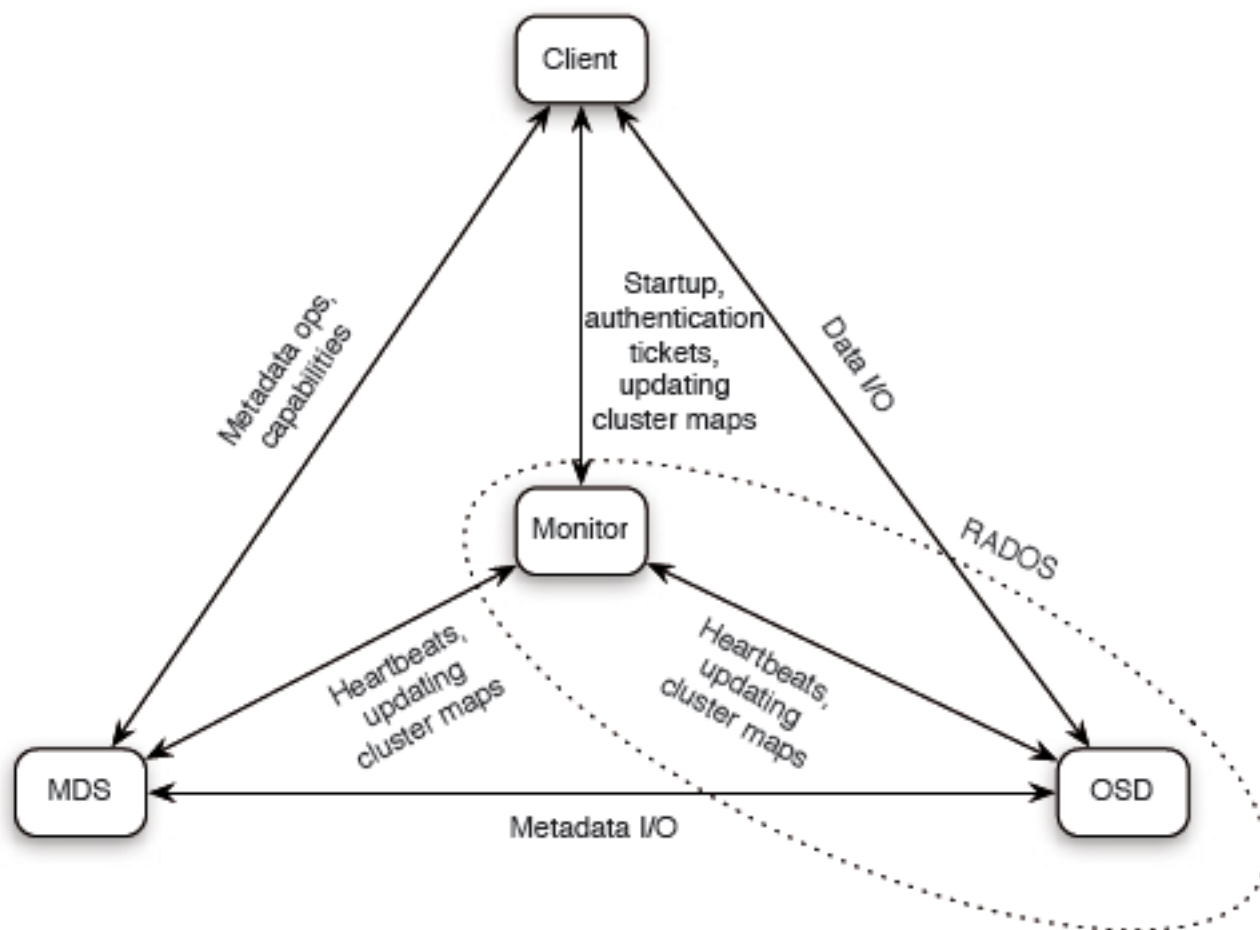 Client
Metadata ops,
capabilities
Startup,
authentication
tickets,
updating
cluster maps
Data I/O
Monitor
RADOS
Heartbeats,
updating
cluster maps
Heartbeats,
updating
cluster maps
MDS
OSD
Metadata I/O